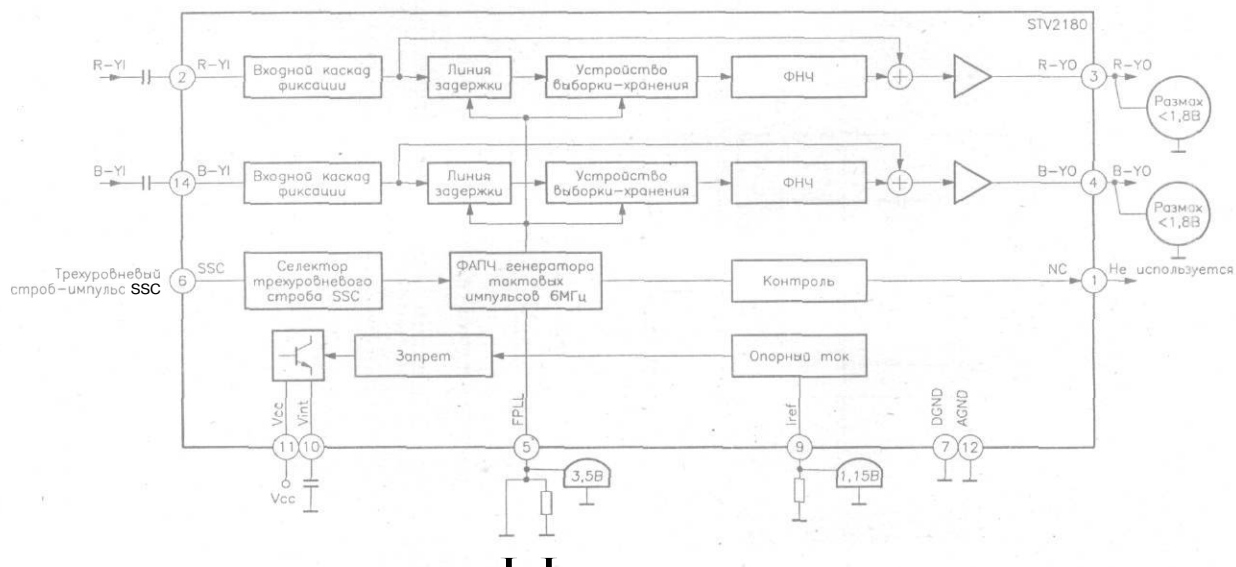 STV2180
R-YI
2
R-YI
Входной каскад
фиксации
Линия
задержки
Устройство
выборки-хранения
ФНЧ
R-YO
3
R-YO
Размах
<1,8В
B-YI
14
B-YI
Входной каскад
фиксации
Линия
задержки
Устройство
выборки-хранения
ФНЧ
B-YO
4
B-YO
Размах
<1,8В
Трехуровневый
строб-импульс SSC
6
SSC
Селектор
трехуровневого
строба SSC
ФАПЧ генератора
тактовых
импульсов 6МГц
Контроль
NC
1
Не используется
Запрет
Опорный ток
Vcc
Vint
FPLL
Iref
DGND
AGND
11
10
5
9
7
12
Vcc
3,5В
1,15В